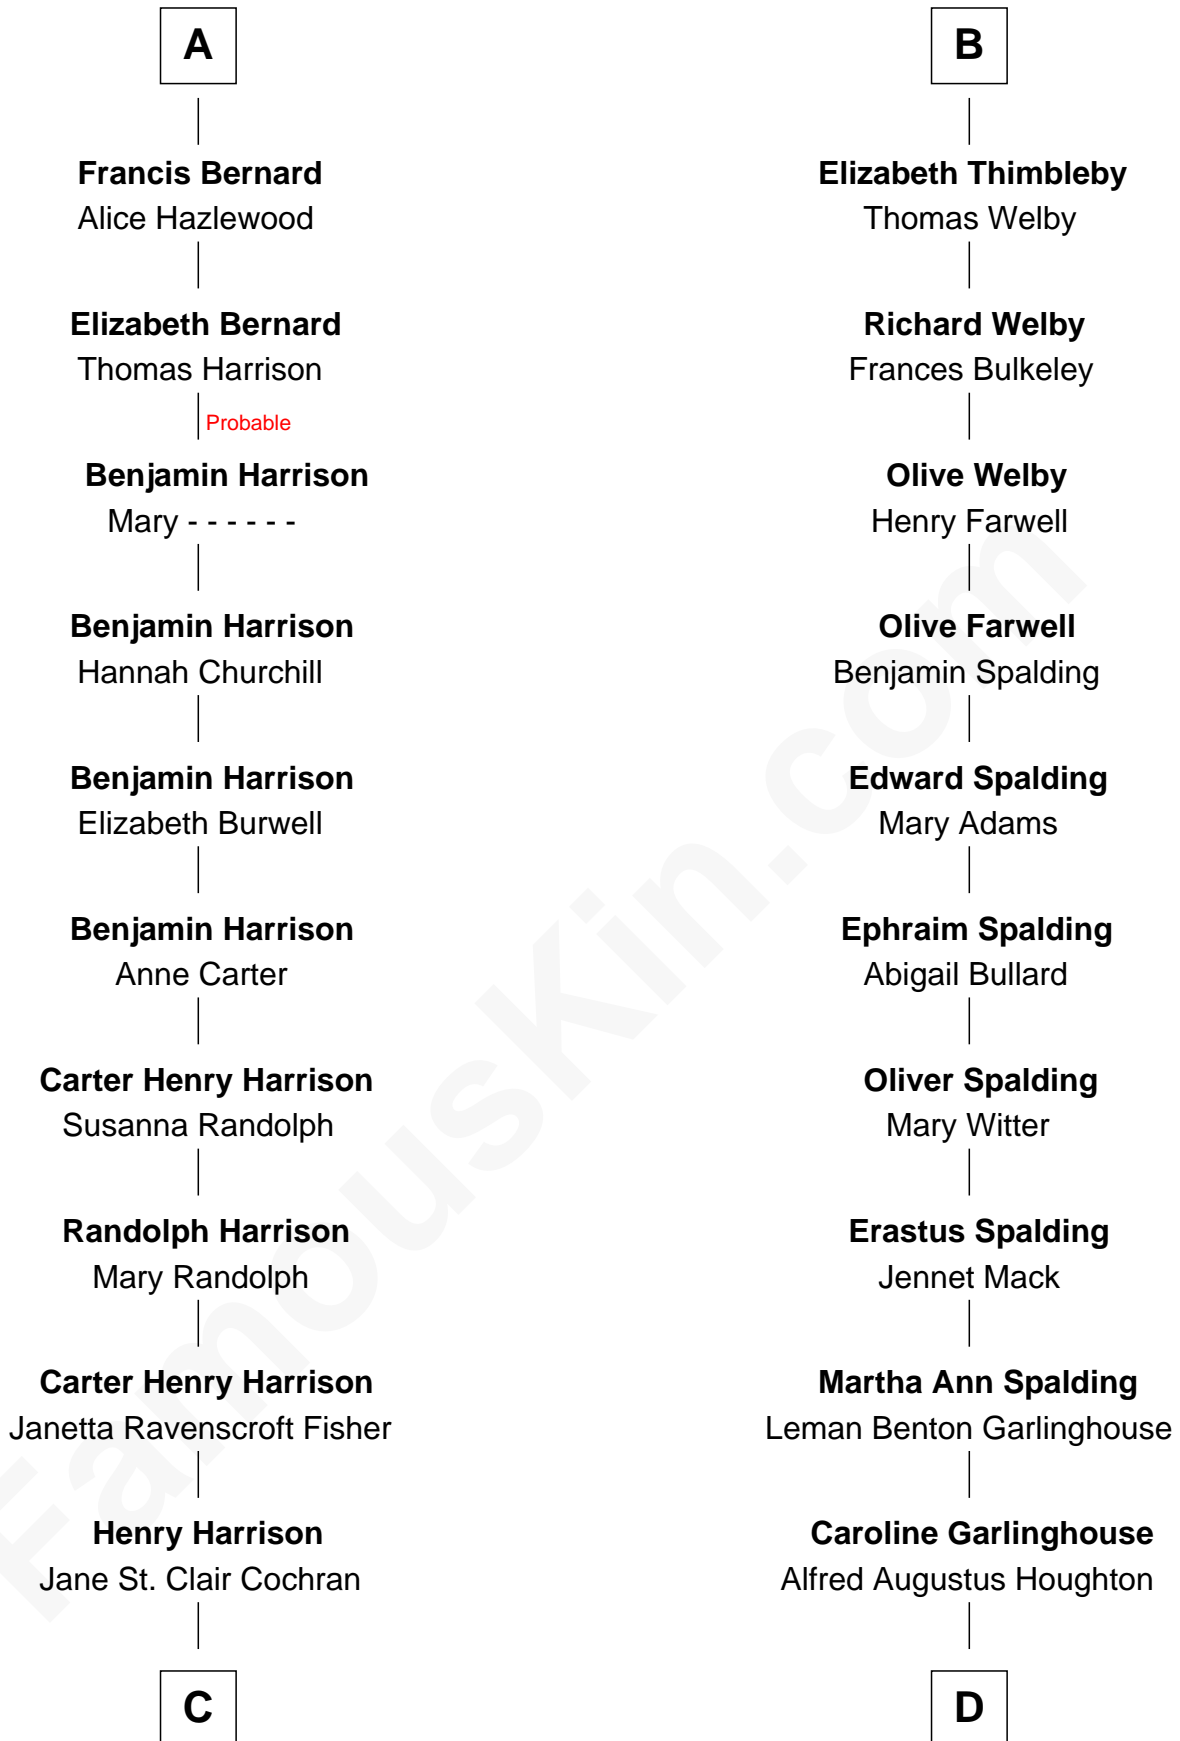 A
Francis Bernard
Alice Hazlewood
Elizabeth Bernard
Thomas Harrison
Probable
Benjamin Harrison
Mary - - - - - -
Benjamin Harrison
Hannah Churchill
Benjamin Harrison
Elizabeth Burwell
Benjamin Harrison
Anne Carter
Carter Henry Harrison
Susanna Randolph
Randolph Harrison
Mary Randolph
Carter Henry Harrison
Janetta Ravenscroft Fisher
Henry Harrison
Jane St. Clair Cochran
C
B
Elizabeth Thimbleby
Thomas Welby
Richard Welby
Frances Bulkeley
Olive Welby
Henry Farwell
Olive Farwell
Benjamin Spalding
Edward Spalding
Mary Adams
Ephraim Spalding
Abigail Bullard
Oliver Spalding
Mary Witter
Erastus Spalding
Jennet Mack
Martha Ann Spalding
Leman Benton Garlinghouse
Caroline Garlinghouse
Alfred Augustus Houghton
D
FamousKin.com